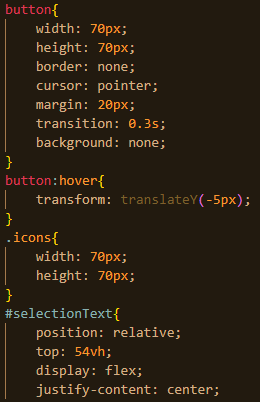 button{
width: 70px;
height: 70px;
border: none;
cursor: pointer;
margin: 20px;
transition: 0.3s;
background: none;
}
button:hover{
transform: translateY(-5px);
}
.icons{
width: 70px;
height: 70px;
}
#selectionText{
position: relative;
top: 54vh;
display: flex;
justify-content: center;